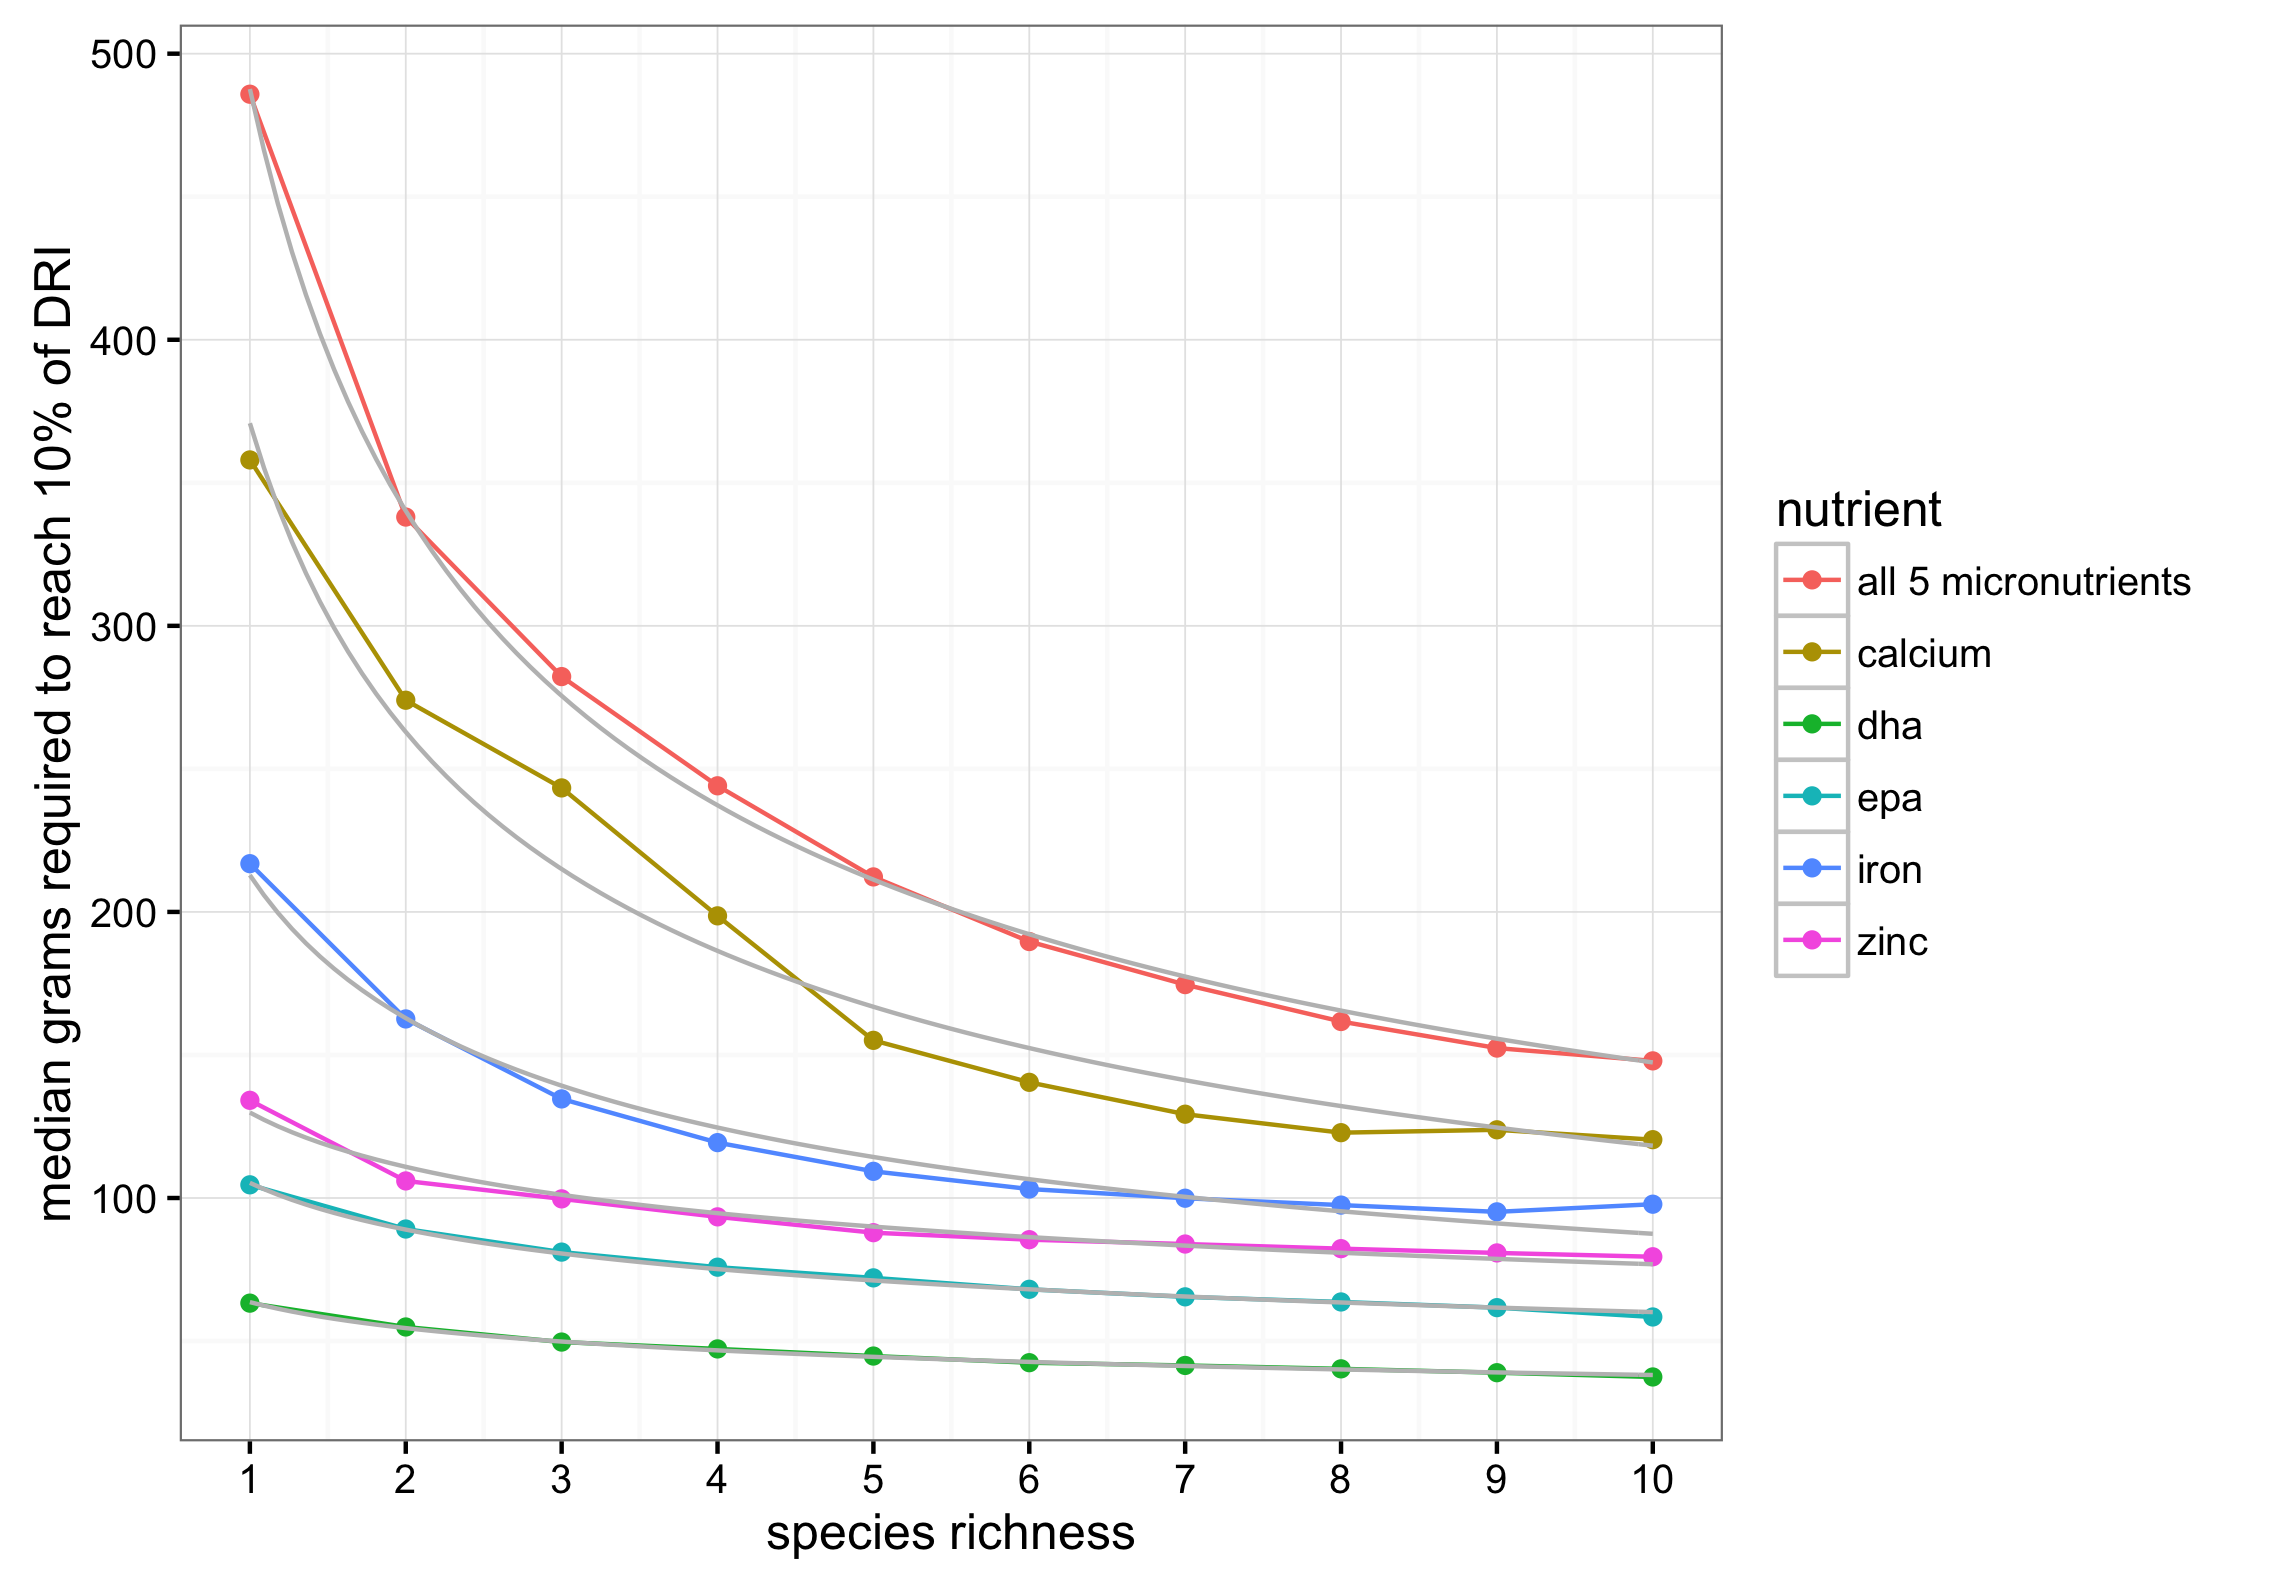 median grams required to reach 10% of DRI
500
400
300
200
100
1 2 3 4 5 6 7 8 9 10
species richness
nutrient
all 5 micronutrients
calcium
dha
epa
iron
zinc